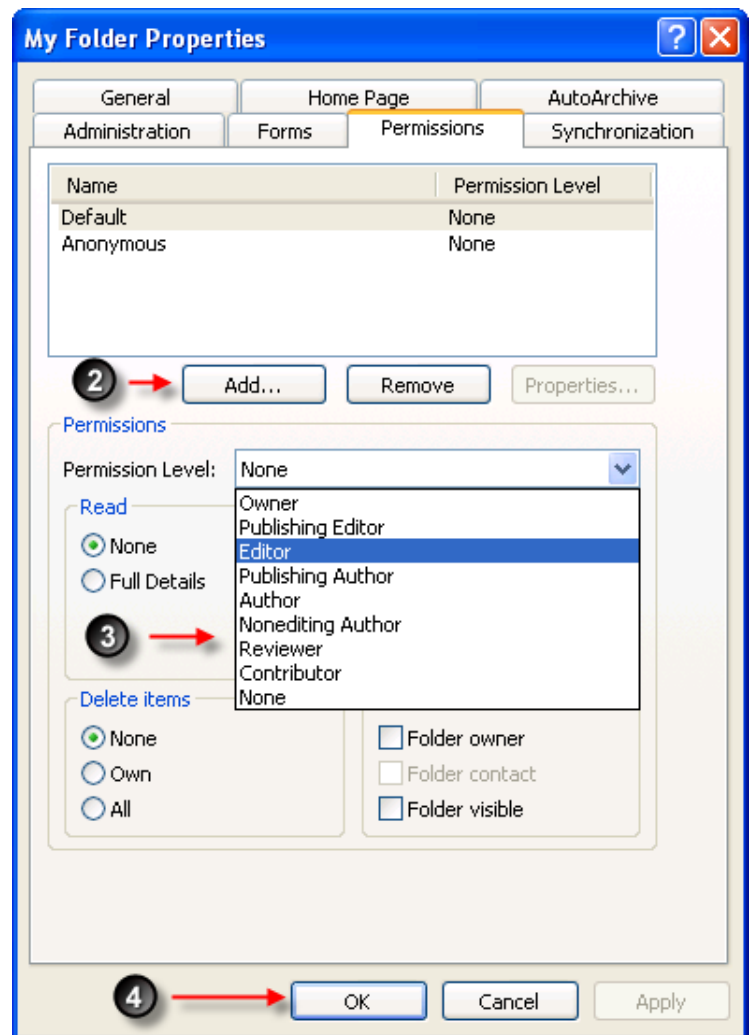 My Folder Properties ?
General Home Page AutoArchive
Administration Forms Permissions Synchronization
Name Permission Level
Default None
Anonymous None
2 Add... Remove Properties...
Permissions
Permission Level: None
Owner
Publishing Editor
Editor
Publishing Author
Author
Nonediting Author
Reviewer
Contributor
None
Read
None
Full Details
3
Delete items
None
Own
All
Folder owner
Folder contact
Folder visible
4 OK Cancel Apply